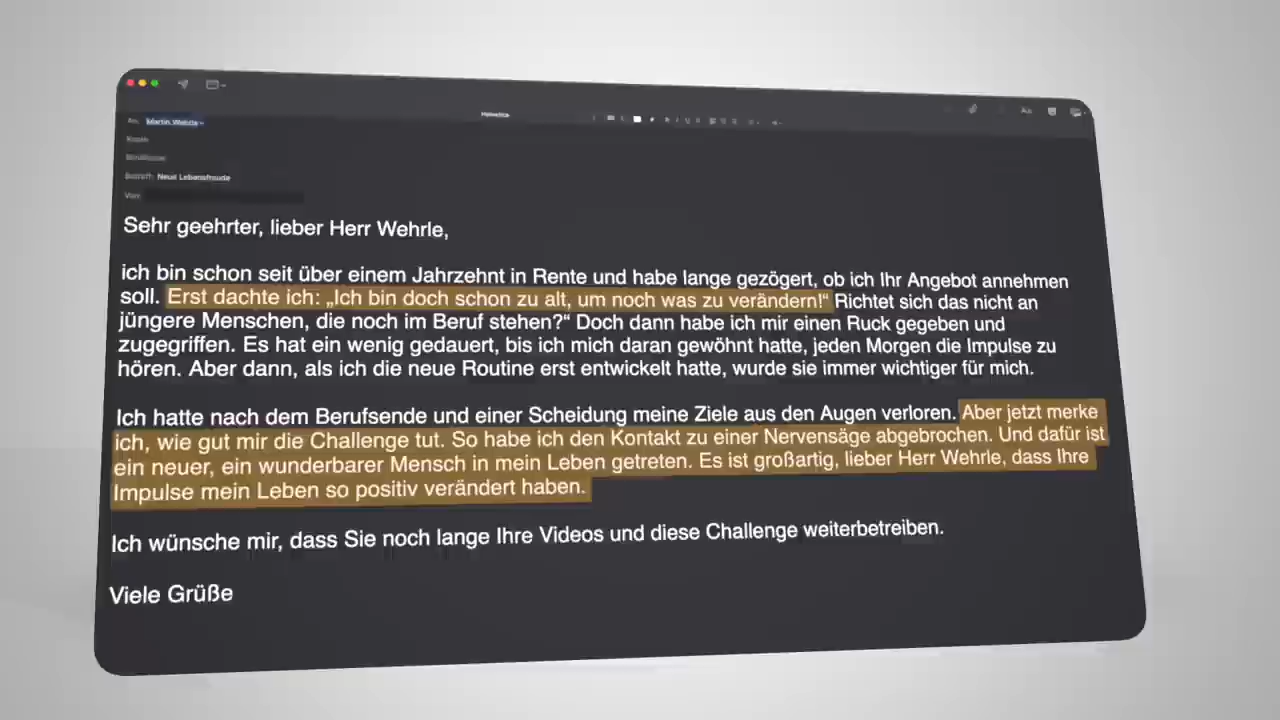 An: Martin Wehrle
Kopie:
Blindkopie:
Helvetica
Betreff: Neue Lebensfreude
Von:
Sehr geehrter, lieber Herr Wehrle,
ich bin schon seit über einem Jahrzehnt in Rente und habe lange gezögert, ob ich Ihr Angebot annehmen
soll. Erst dachte ich: „Ich bin doch schon zu alt, um noch was zu verändern!“ Richtet sich das nicht an
jüngere Menschen, die noch im Beruf stehen?“ Doch dann habe ich mir einen Ruck gegeben und
zugegriffen. Es hat ein wenig gedauert, bis ich mich daran gewöhnt hatte, jeden Morgen die Impulse zu
hören. Aber dann, als ich die neue Routine erst entwickelt hatte, wurde sie immer wichtiger für mich.
Ich hatte nach dem Berufsende und einer Scheidung meine Ziele aus den Augen verloren. Aber jetzt merke
ich, wie gut mir die Challenge tut. So habe ich den Kontakt zu einer Nervensäge abgebrochen. Und dafür ist
ein neuer, ein wunderbarer Mensch in mein Leben getreten. Es ist großartig, lieber Herr Wehrle, dass Ihre
Impulse mein Leben so positiv verändert haben.
Ich wünsche mir, dass Sie noch lange Ihre Videos und diese Challenge weiterbetreiben.
Viele Grüße